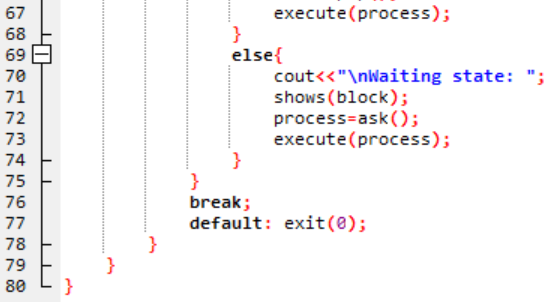 67 execute(process);
68 }
69 else{
70 cout<<"\nWaiting state: ";
71 shows(block);
72 process=ask();
73 execute(process);
74 }
75 }
76 break;
77 default: exit(0);
78 }
79 }
80 }